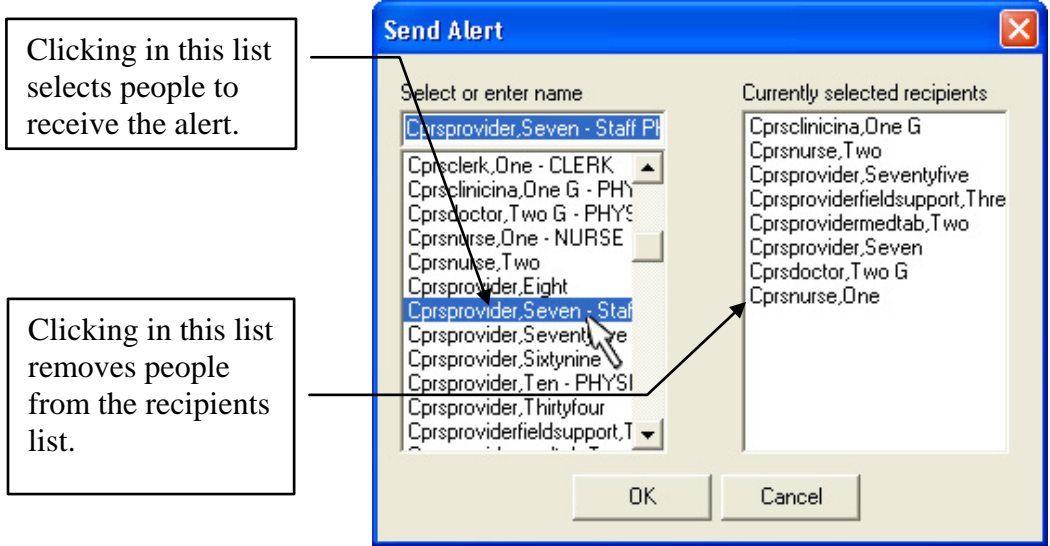 Clicking in this list
selects people to
receive the alert.
Clicking in this list
removes people
from the recipients
list.
Send Alert
Select or enter name
Cprsprovider,Seven - Staff PH
Cprsclerk,One - CLERK
Cprsclinicina,One G - PHY
Cprsdoctor,Two G - PHYS
Cprsnurse,One - NURSE
Cprsnurse,Two
Cprsprovider,Eight
Cprsprovider,Seven - Staf
Cprsprovider,Seventyfive
Cprsprovider,Sixtynine
Cprsprovider,Ten - PHYSI
Cprsprovider,Thirtyfour
Cprsproviderfieldsupport,T
Currently selected recipients
Cprsclinicina,One G
Cprsnurse,Two
Cprsprovider,Seventyfive
Cprsproviderfieldsupport,Thre
Cprsprovidermedtab,Two
Cprsprovider,Seven
Cprsdoctor,Two G
Cprsnurse,One
OK
Cancel